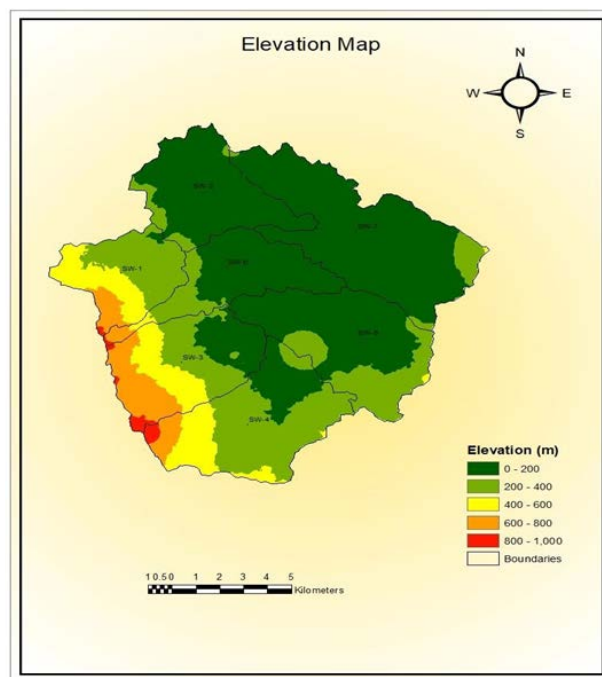 Elevation Map
N
W E
S
SW-1
SW-3
SW-4
Elevation (m)
0 - 200
200 - 400
400 - 600
600 - 800
800 - 1,000
Boundaries
1 0.5 0 1 2 3 4 5
Kilometers